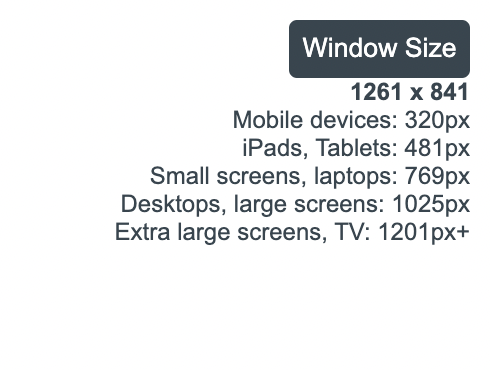 Window Size
1261 x 841
Mobile devices: 320px
iPads, Tablets: 481px
Small screens, laptops: 769px
Desktops, large screens: 1025px
Extra large screens, TV: 1201px+